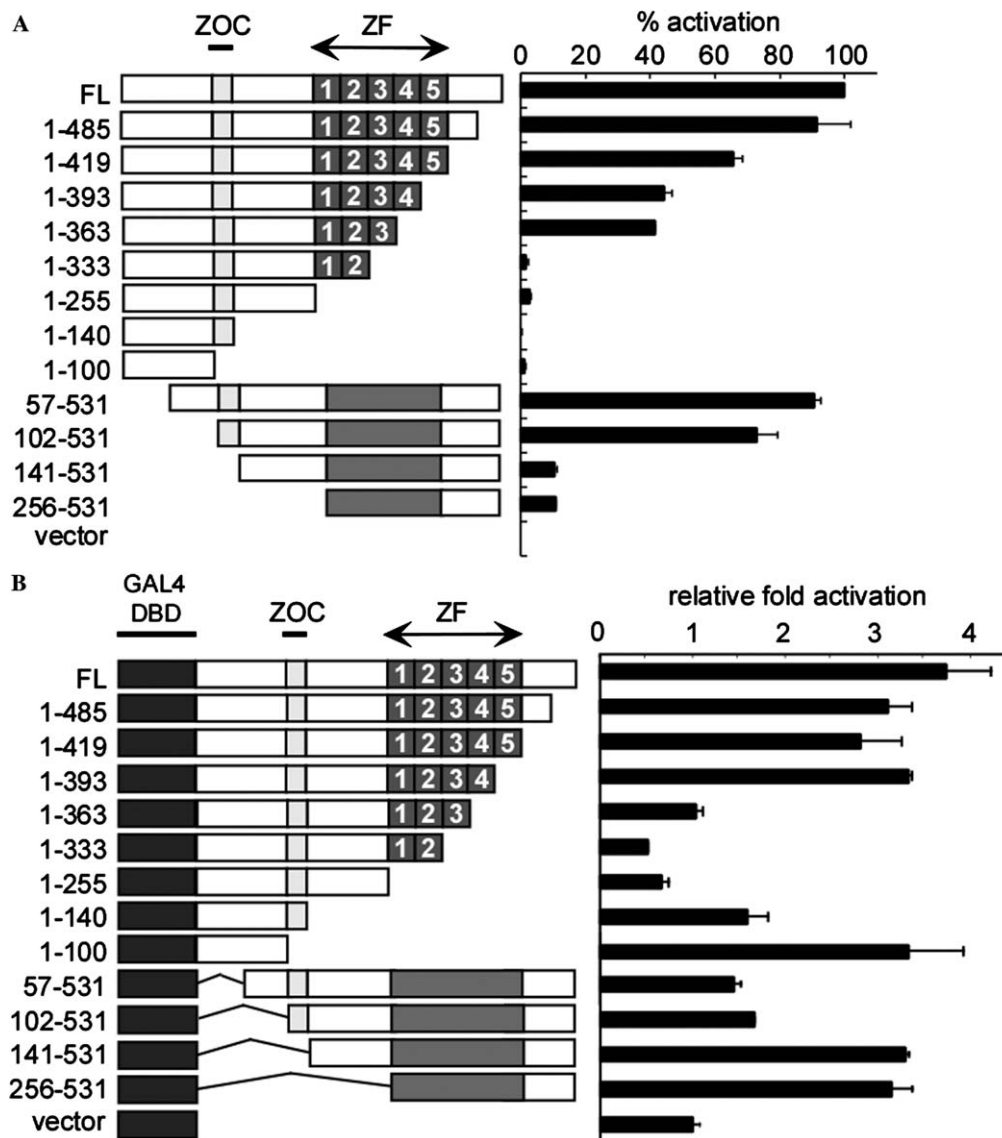 A
ZOC
ZF
% activation
0 20 40 60 80 100
FL 1 2 3 4 5
1-485 1 2 3 4 5
1-419 1 2 3 4 5
1-393 1 2 3 4
1-363 1 2 3
1-333 1 2
1-255
1-140
1-100
57-531
102-531
141-531
256-531
vector
B
GAL4
DBD
ZOC
ZF
relative fold activation
0 1 2 3 4
FL 1 2 3 4 5
1-485 1 2 3 4 5
1-419 1 2 3 4 5
1-393 1 2 3 4
1-363 1 2 3
1-333 1 2
1-255
1-140
1-100
57-531
102-531
141-531
256-531
vector